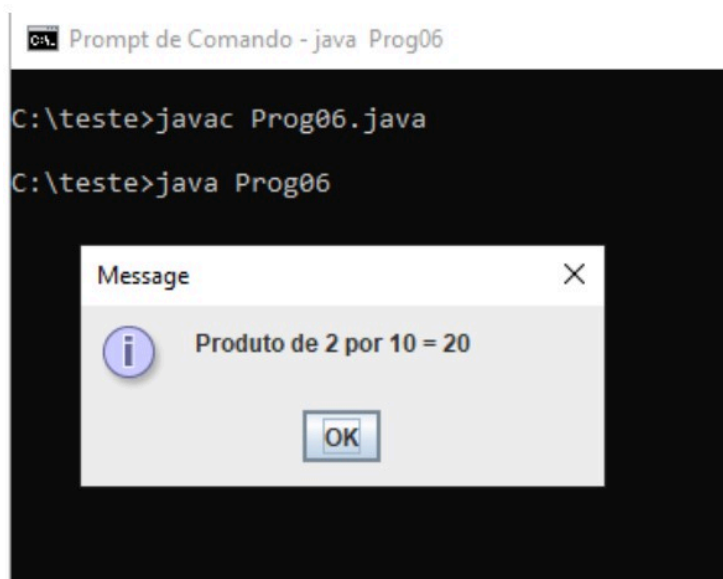 Prompt de Comando - java Prog06
C:\teste>javac Prog06.java
C:\teste>java Prog06
Message
Produto de 2 por 10 = 20
OK